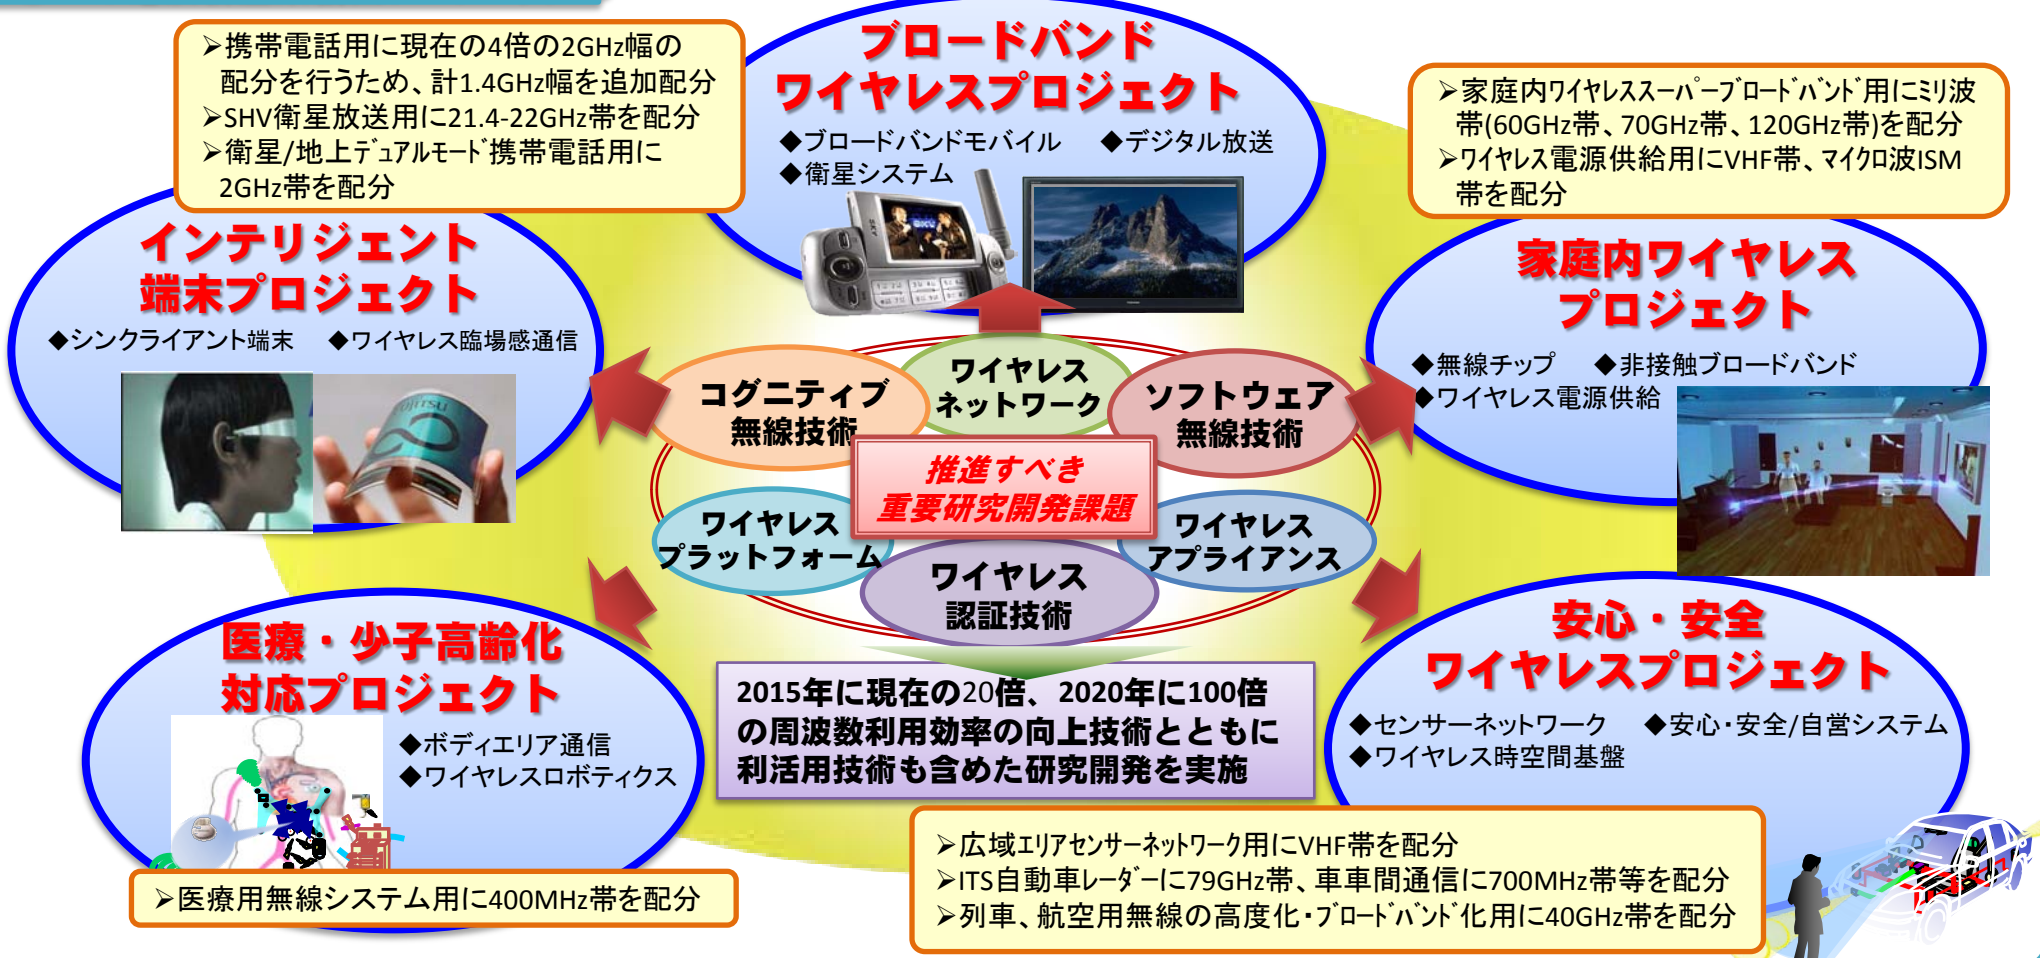 ➢携帯電話用に現在の4倍の2GHz幅の
配分を行うため、計1.4GHz幅を追加配分
➢SHV衛星放送用に21.4-22GHz帯を配分
➢衛星/地上ﾃﾞｭｱﾙﾓｰﾄﾞ携帯電話用に
2GHz帯を配分
ブロードバンド
ワイヤレスプロジェクト
◆ブロードバンドモバイル ◆デジタル放送
◆衛星システム
➢家庭内ﾜｲﾔﾚｽｽｰﾊﾟｰﾌﾞﾛｰﾄﾞﾊﾞﾝﾄﾞ用にﾐﾘ波
帯(60GHz帯、70GHz帯、120GHz帯)を配分
➢ﾜｲﾔﾚｽ電源供給用にVHF帯、ﾏｲｸﾛ波ISM
帯を配分
インテリジェント
端末プロジェクト
◆シンクライアント端末 ◆ワイヤレス臨場感通信
FUJITSU
家庭内ワイヤレス
プロジェクト
◆無線チップ ◆非接触ブロードバンド
◆ワイヤレス電源供給
コグニティブ
無線技術
ワイヤレス
ネットワーク
ソフトウェア
無線技術
推進すべき
重要研究開発課題
ワイヤレス
プラットフォーム
ワイヤレス
認証技術
ワイヤレス
アプライアンス
医療・少子高齢化
対応プロジェクト
◆ボディエリア通信
◆ワイヤレスロボティクス
➢医療用無線システム用に400MHz帯を配分
2015年に現在の20倍、2020年に100倍
の周波数利用効率の向上技術とともに
利活用技術も含めた研究開発を実施
安心・安全
ワイヤレスプロジェクト
◆センサーネットワーク ◆安心・安全/自営システム
◆ワイヤレス時空間基盤
➢広域ｴﾘｱｾﾝｻｰﾈｯﾄﾜｰｸ用にVHF帯を配分
➢ITS自動車ﾚｰﾀﾞｰに79GHz帯、車車間通信に700MHz帯等を配分
➢列車、航空用無線の高度化・ﾌﾞﾛｰﾄﾞﾊﾞﾝﾄﾞ化用に40GHz帯を配分